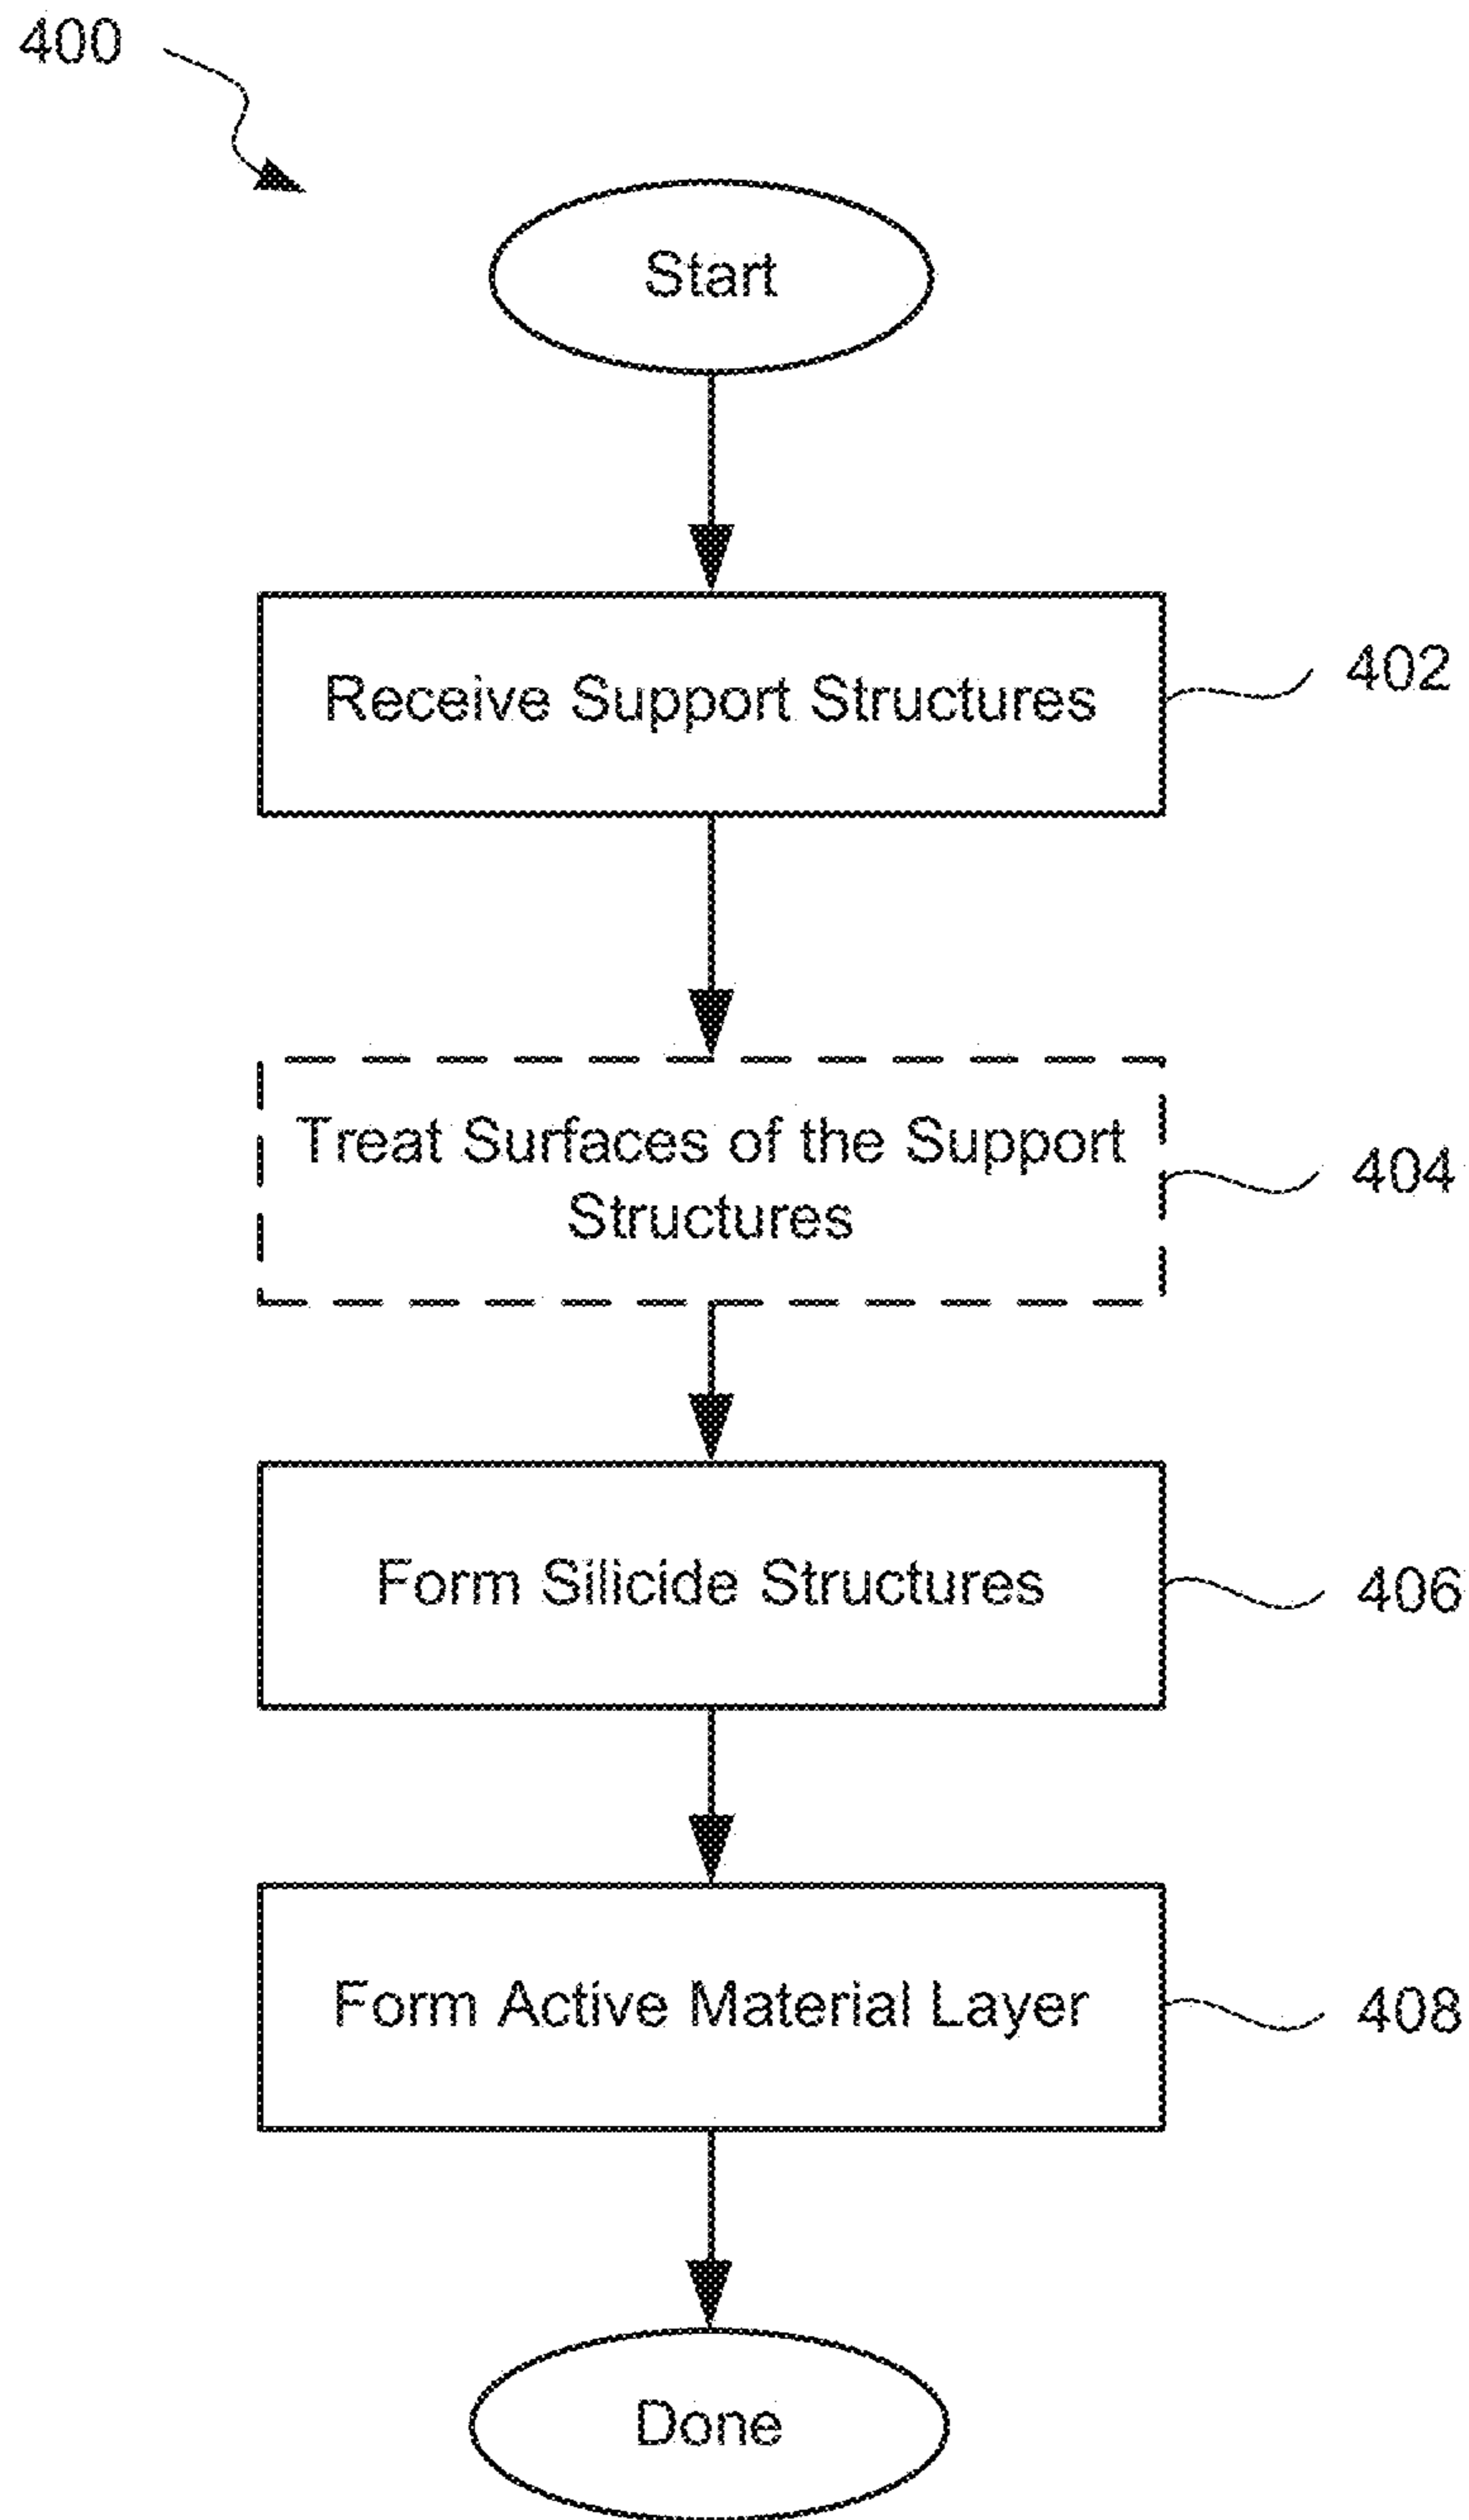 400
Start
Receive Support Structures
402
Treat Surfaces of the Support
Structures
404
Form Silicide Structures
406
Form Active Material Layer
408
Done